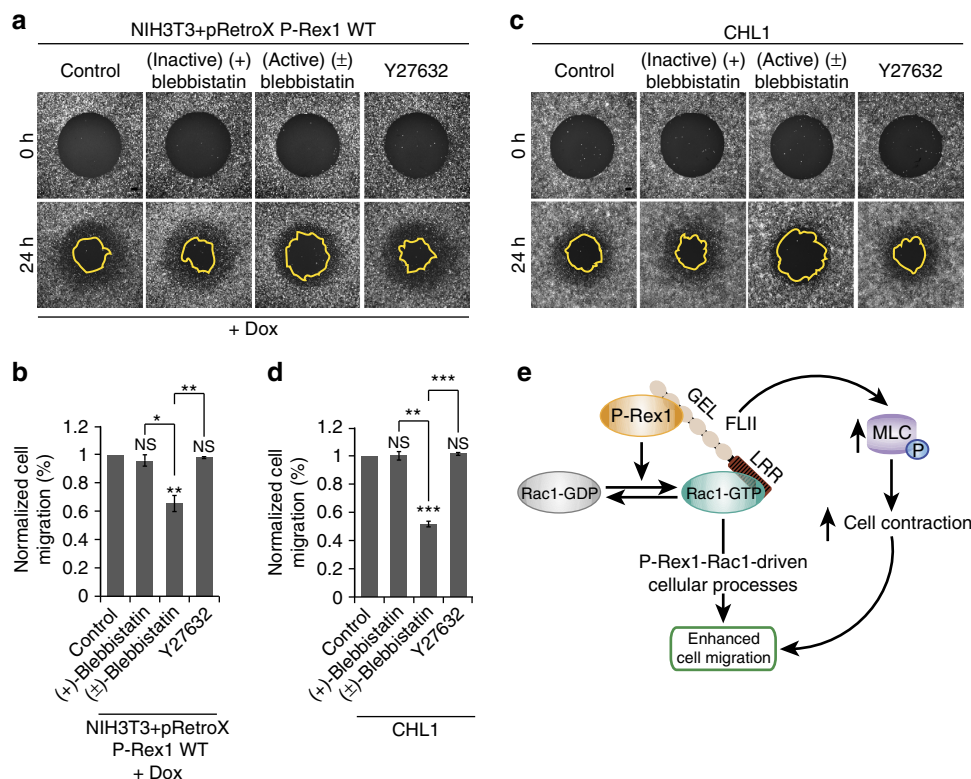 a
NIH3T3+pRetroX P-Rex1 WT
Control
(Inactive) (+)
blebbistatin
(Active) (±)
blebbistatin
Y27632
0 h
24 h
+ Dox
c
CHL1
Control
(Inactive) (+)
blebbistatin
(Active) (±)
blebbistatin
Y27632
0 h
24 h
b
Normalized cell
migration (%)
1.2
1
0.8
0.6
0.4
0.2
0
NS
*
**
**
NS
Control
(+)-Blebbistatin
(±)-Blebbistatin
Y27632
NIH3T3+pRetroX
P-Rex1 WT
+ Dox
d
Normalized cell
migration (%)
1.2
1
0.8
0.6
0.4
0.2
0
NS
**
***
***
NS
Control
(+)-Blebbistatin
(±)-Blebbistatin
Y27632
CHL1
e
P-Rex1
GEL
FLII
LRR
MLC
P
Rac1-GDP
Rac1-GTP
Cell contraction
P-Rex1-Rac1-driven
cellular processes
Enhanced
cell migration